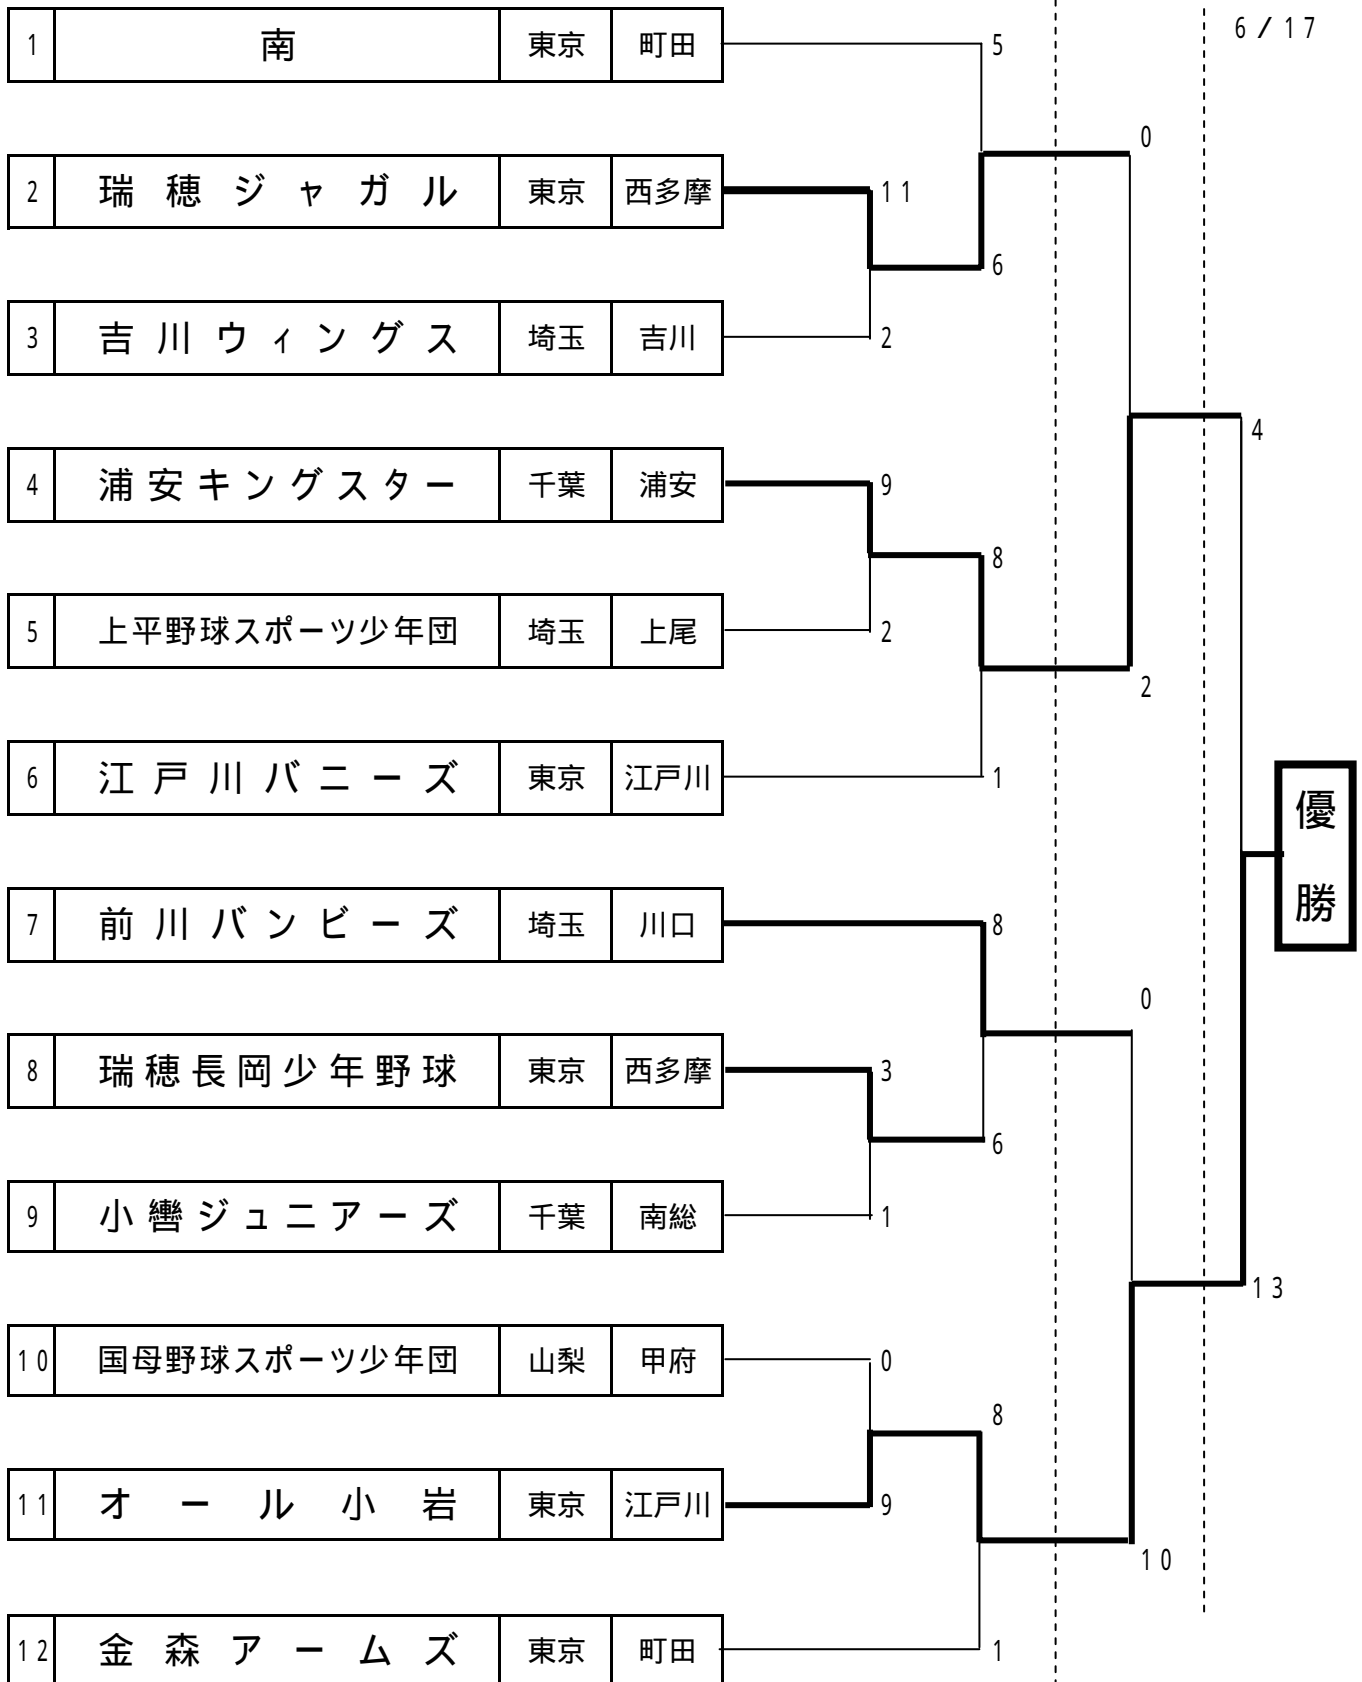 6/17
1 南 東京 町田 5
0
2 瑞穂ジャガル 東京 西多摩 11
6
3 吉川ウィングス 埼玉 吉川 2
4
4 浦安キングスター 千葉 浦安 9
8
5 上平野球スポーツ少年団 埼玉 上尾 2
2
6 江戸川バニーズ 東京 江戸川 1
優
勝
7 前川バンビーズ 埼玉 川口 8
0
8 瑞穂長岡少年野球 東京 西多摩 3
6
9 小轡ジュニアーズ 千葉 南総 1
13
10 国母野球スポーツ少年団 山梨 甲府 0
8
11 オール小岩 東京 江戸川 9
10
12 金森アームズ 東京 町田 1